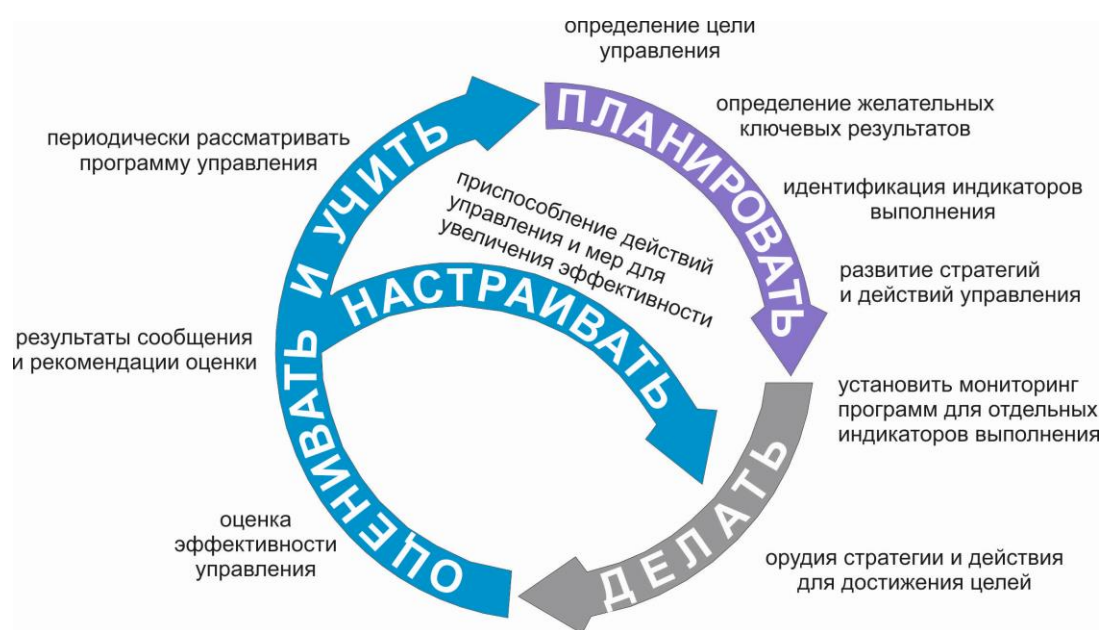 определение цели
управления
ПЛАНИРОВАТЬ
определение желательных
ключевых результатов
идентификация индикаторов
выполнения
развитие стратегий
и действий управления
установить мониторинг
программ для отдельных
индикаторов выполнения
ДЕЛАТЬ
орудия стратегии и действия
для достижения целей
ОЦЕНИВАТЬ И УЧИТЬ
оценка
эффективности
управления
результаты сообщения
и рекомендации оценки
периодически рассматривать
программу управления
НАСТРАИВАТЬ
приспособление действий
управления и мер для
увеличения эффективности